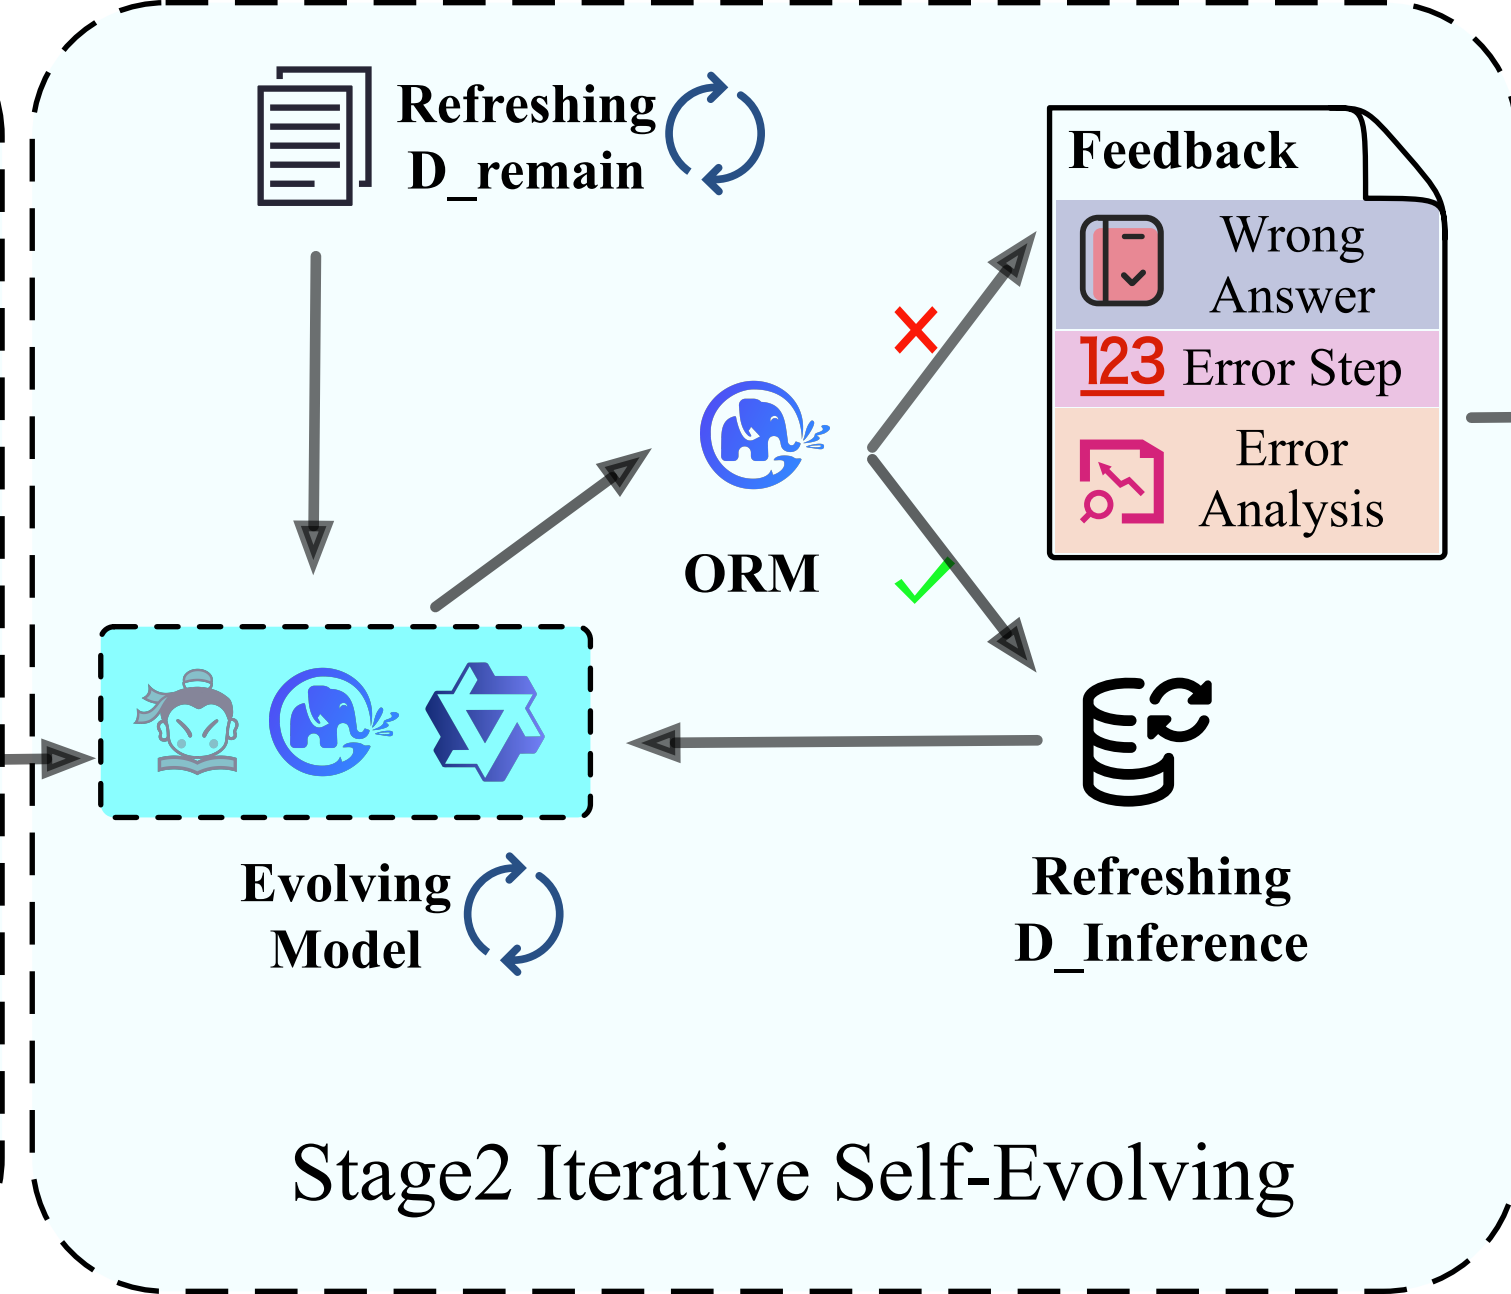 Refreshing
D_remain
Feedback
Wrong
Answer
123 Error Step
Error
Analysis
ORM
Evolving
Model
Refreshing
D_Inference
Stage2 Iterative Self-Evolving